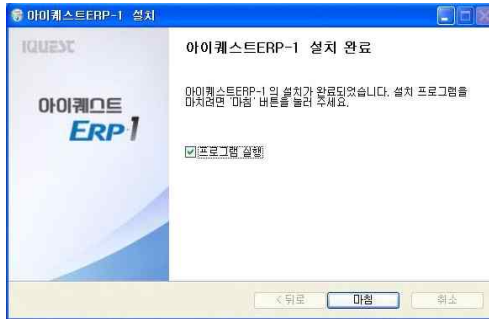 아이퀘스트ERP-1 설치
IQUEST
아이퀘스트ERP-1 설치 완료
아이퀘스트ERP-1 의 설치가 완료되었습니다. 설치 프로그램을
마치려면 '마침' 버튼을 눌러 주세요.
아이퀘스트
ERP 1
프로그램 실행
< 뒤로
마침
취소